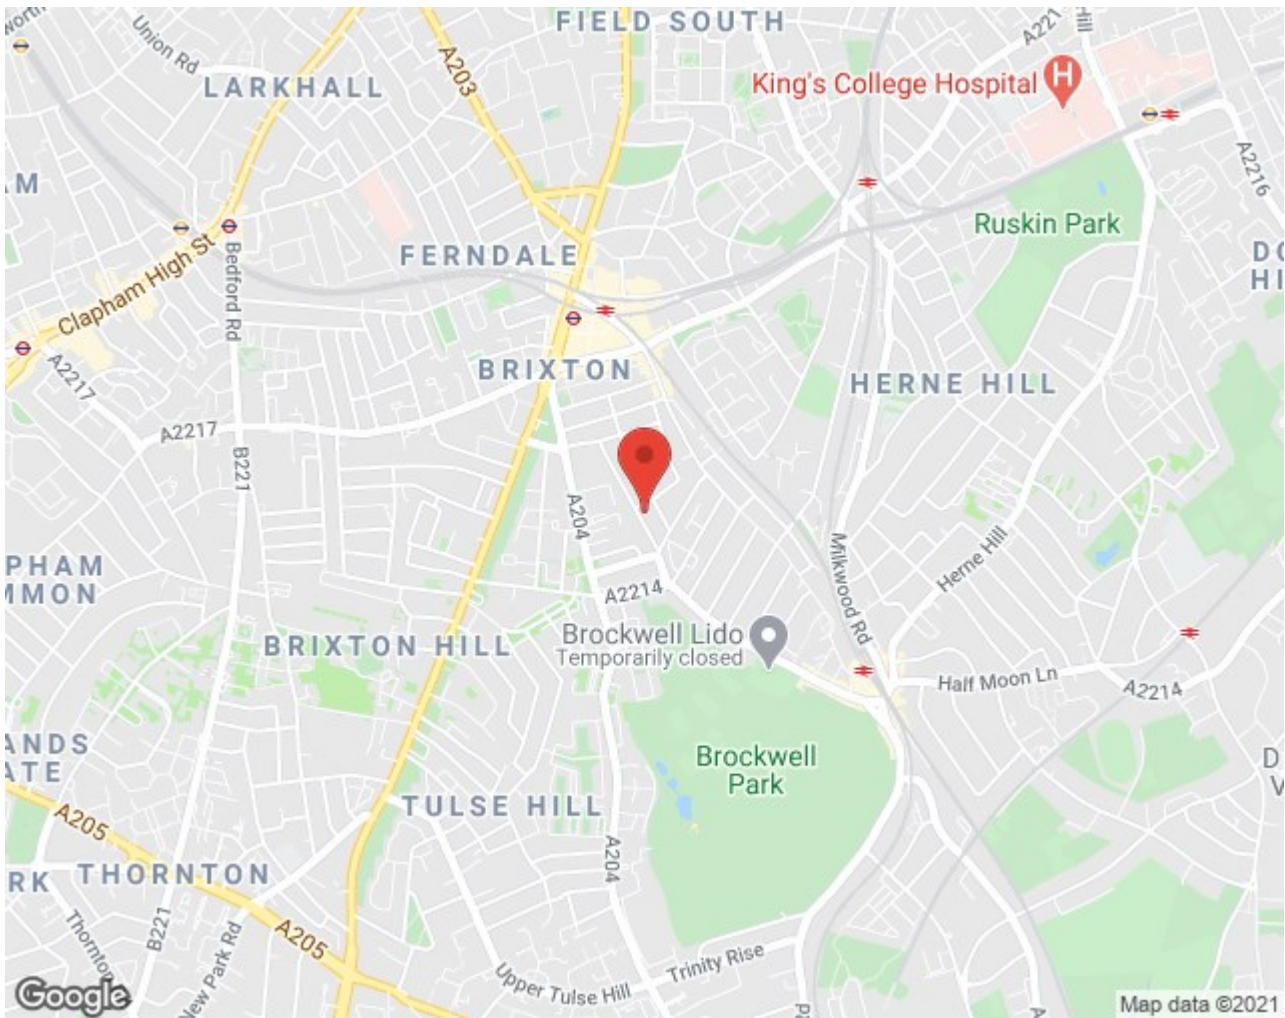 Union Rd
FIELD SOUTH
A203
LARKHALL
King's College Hospital
H
A2216
AM
Ruskin Park
FERNDALE
Clapham High St
Bedford Rd
BRIXTON
HERNE HILL
A2217
A2217
B221
A204
Milkwood Rd
Herne Hill
A2214
BRIXTON HILL
Brockwell Lido
Temporarily closed
Half Moon Ln
A2214
Brockwell
Park
TULSE HILL
A205
A204
THORNTON
B221
New Park Rd
A205
Upper Tulse Hill
Trinity Rise
Google
Map data ©2021